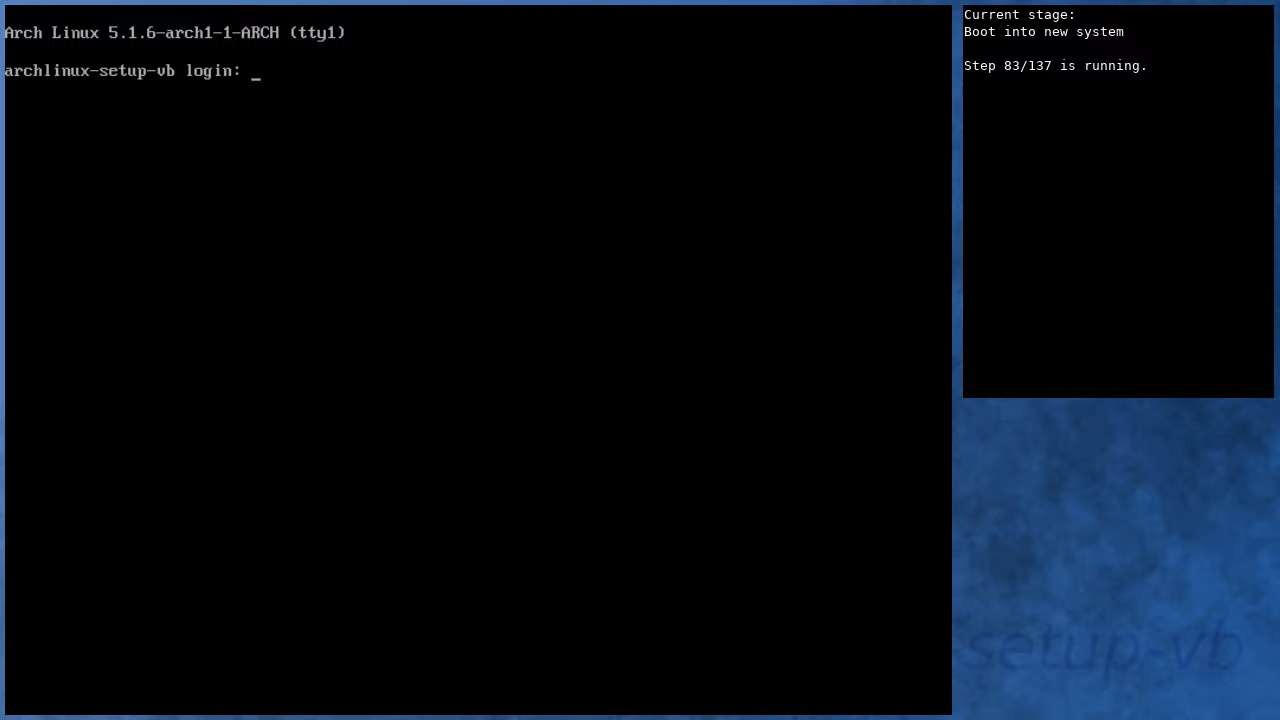 Arch Linux 5.1.6-arch1-1-ARCH (tty1)
archlinux-setup-vb login: _
Current stage:
Boot into new system
Step 83/137 is running.
-setup-vb